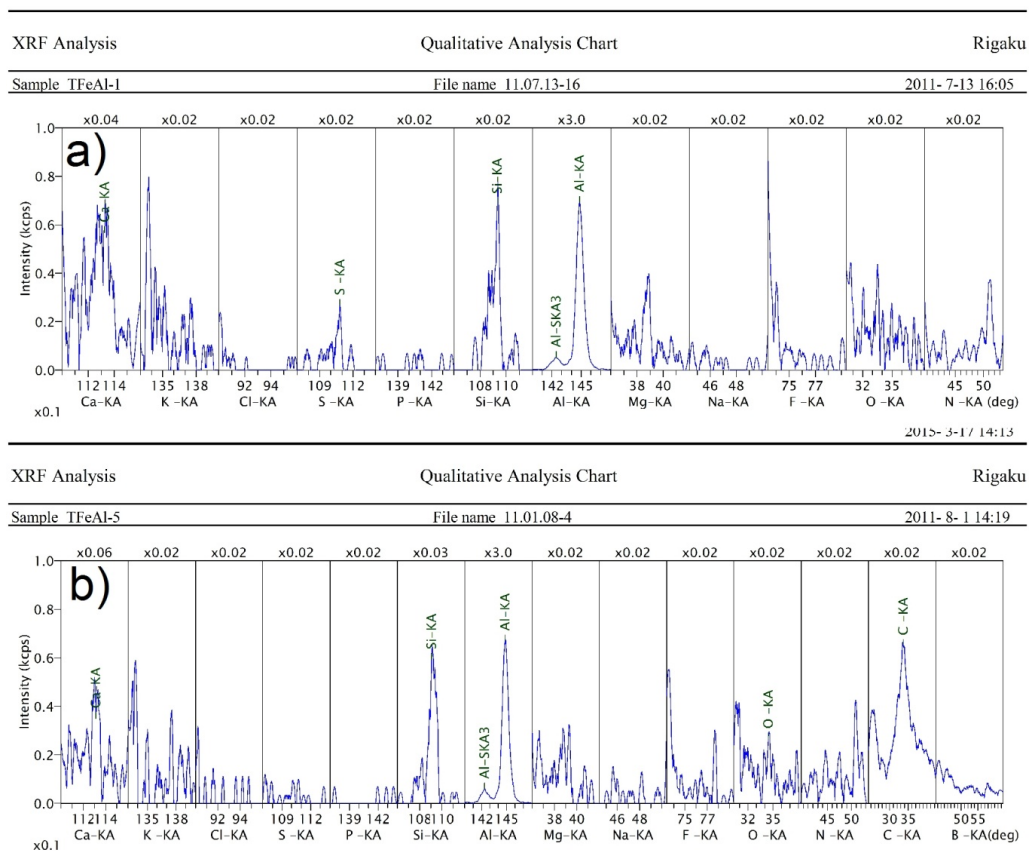 XRF Analysis Qualitative Analysis Chart Rigaku
Sample TFeAl-1 File name 11.07.13-16 2011- 7-13 16:05
x0.04 x0.02 x0.02 x0.02 x0.02 x0.02 x3.0 x0.02 x0.02 x0.02 x0.02 x0.02
a)
Intensity (kcps)
1.0
0.8
0.6
0.4
0.2
0.0
Ca-KA
S -KA
Si-KA
Al-SKA3
Al-KA
112 114 135 138 92 94 109 112 139 142 108 110 142 145 38 40 46 48 75 77 32 35 45 50
Ca-KA K -KA Cl-KA S -KA P -KA Si-KA Al-KA Mg-KA Na-KA F -KA O -KA N -KA (deg)
x0.1
2015- 3-17 14:13
XRF Analysis Qualitative Analysis Chart Rigaku
Sample TFeAl-5 File name 11.01.08-4 2011- 8- 1 14:19
x0.06 x0.02 x0.02 x0.02 x0.02 x0.03 x3.0 x0.02 x0.02 x0.02 x0.02 x0.02 x0.02 x0.02
b)
Intensity (kcps)
1.0
0.8
0.6
0.4
0.2
0.0
Ca-KA
Si-KA
Al-SKA3
Al-KA
O -KA
C -KA
112 114 135 138 92 94 109 112 139 142 108 110 142 145 38 40 46 48 75 77 32 35 45 50 30 35 50 55
Ca-KA K -KA Cl-KA S -KA P -KA Si-KA Al-KA Mg-KA Na-KA F -KA O -KA N -KA C -KA B -KA(deg)
x0.1